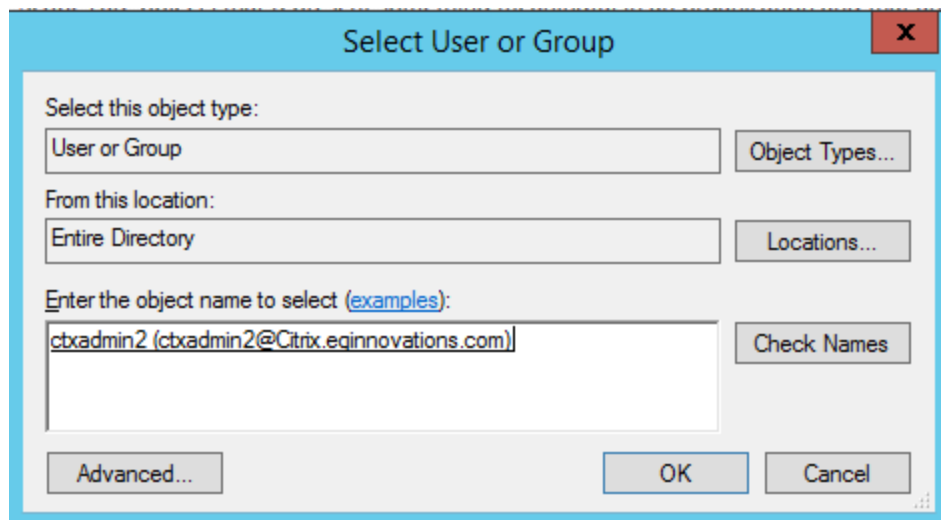 Select User or Group
x
Select this object type:
User or Group
Object Types...
From this location:
Entire Directory
Locations...
Enter the object name to select (examples):
ctxadmin2 (ctxadmin2@Citrix.eginnovations.com)
Check Names
Advanced...
OK
Cancel